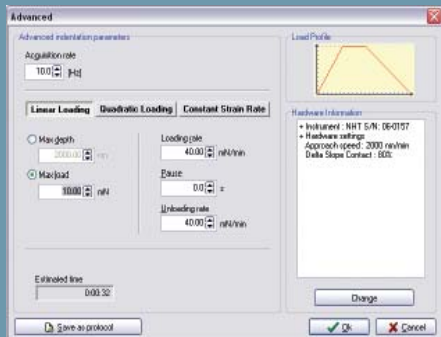 Advanced
Advanced indentation parameters
Acquisition rate
10.0 [Hz]
Linear Loading Quadratic Loading Constant Strain Rate
Max depth
2000.00 nm
Max load
10.00 mN
Loading rate
40.00 mN/min
Pause
0.0 s
Unloading rate
40.00 mN/min
Estimated time
0:00:32
Save as protocol
Load Profile
Hardware Information
+ Instrument : NHT S/N: 06-0157
+ Hardware settings
Approach speed : 2000 nm/min
Delta Slope Contact : 80%
Change
Ok Cancel